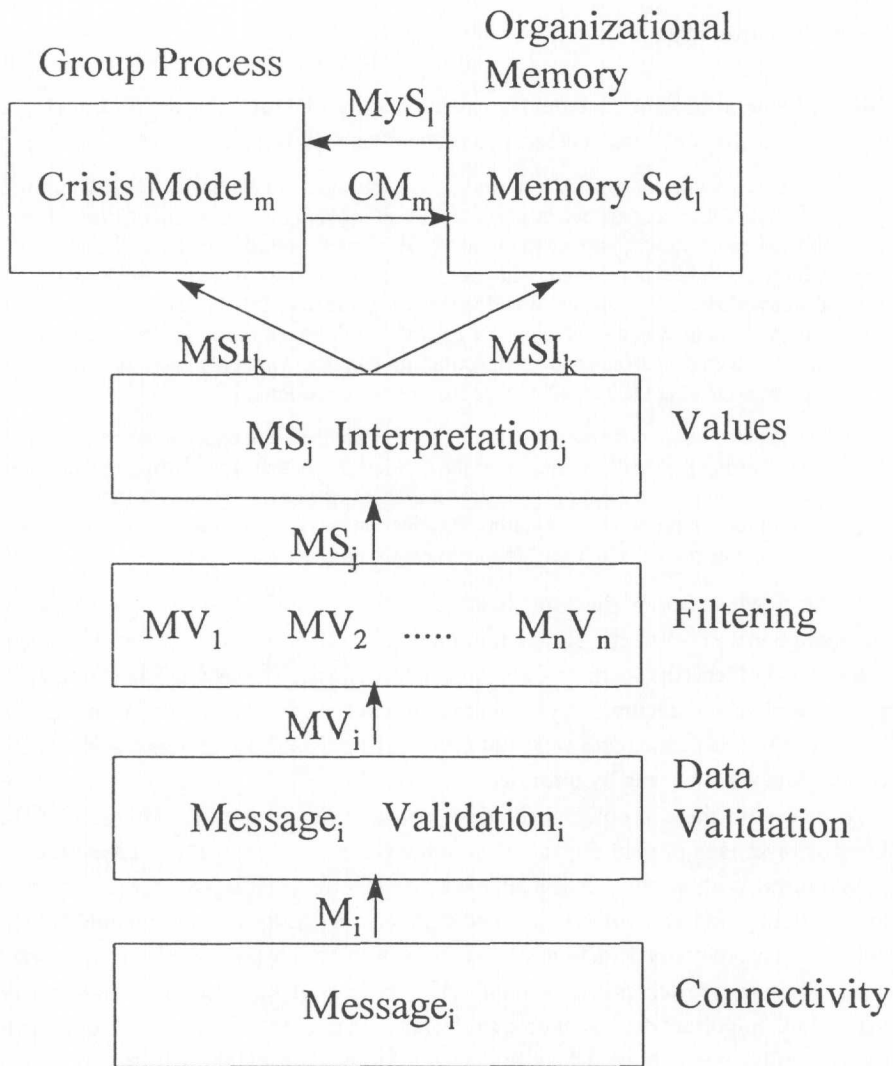 Organizational
Group Process
Memory
MyS_l
Crisis Model_m
CM_m
Memory Set_l
MSI_k
MSI_k
MS_j Interpretation_j
Values
MS_j
MV_1 MV_2 ..... M_nV_n
Filtering
MV_i
Message_i Validation_i
Data
Validation
M_i
Message_i
Connectivity